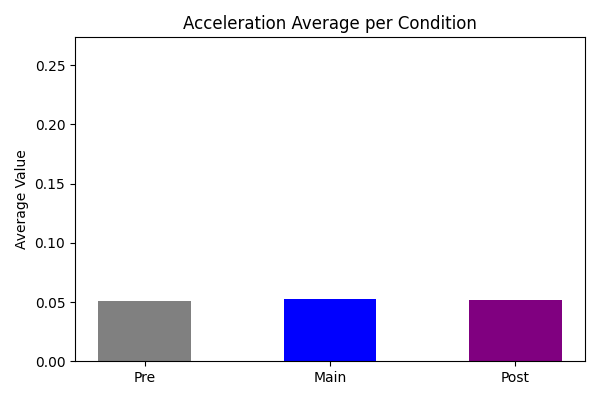 Acceleration Average per Condition
Average Value
0.25
0.20
0.15
0.10
0.05
0.00
Pre
Main
Post